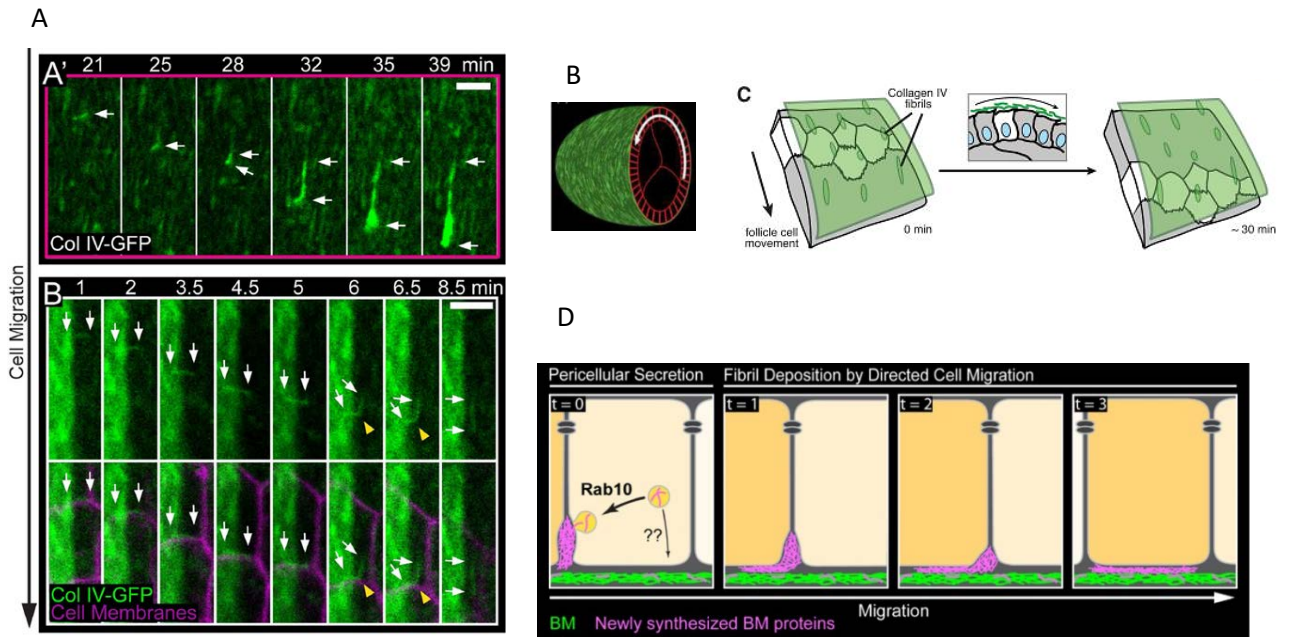 A
A' 21 25 28 32 35 39 min
Col IV-GFP
Cell Migration
B 1 2 3.5 4.5 5 6 6.5 8.5 min
Col IV-GFP
Cell Membranes
B
C
Collagen IV
fibrils
follicle cell
movement
0 min
~ 30 min
D
Pericellular Secretion
Fibril Deposition by Directed Cell Migration
t = 0
t = 1
t = 2
t = 3
Rab10
??
Migration
BM Newly synthesized BM proteins